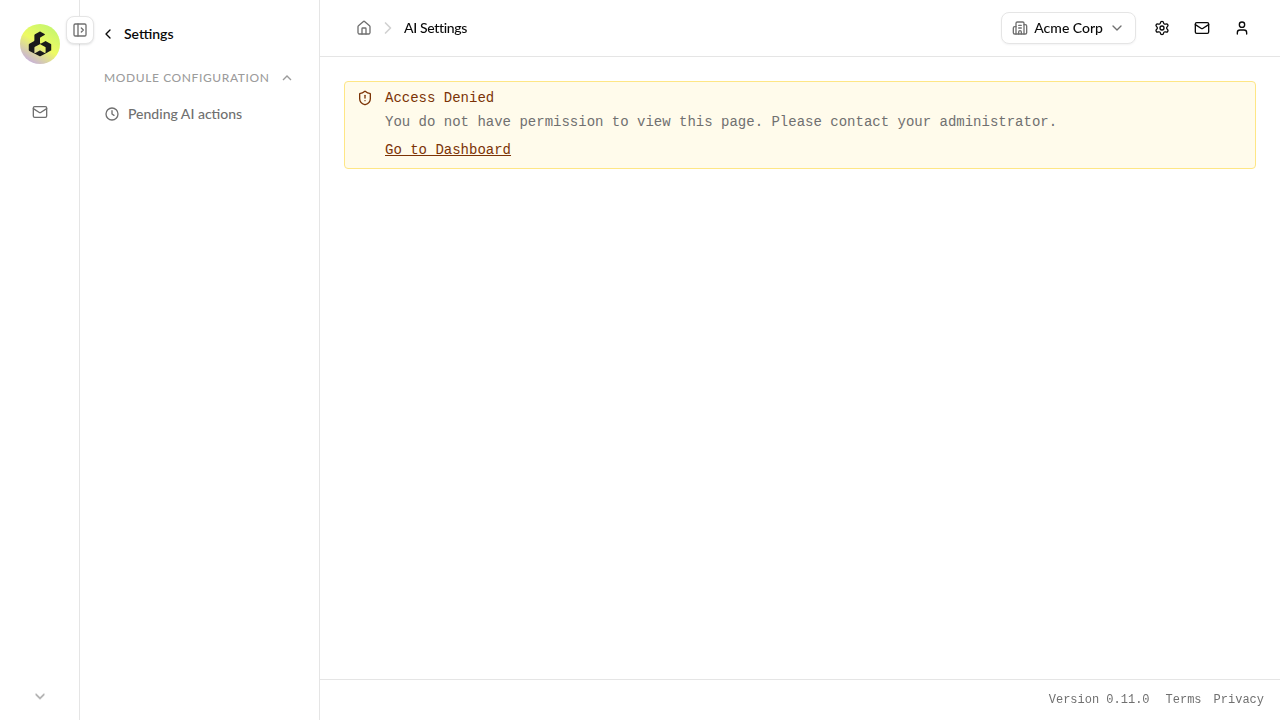 Settings
MODULE CONFIGURATION
Pending AI actions
AI Settings
Acme Corp
Access Denied
You do not have permission to view this page. Please contact your administrator.
Go to Dashboard
Version 0.11.0 Terms Privacy